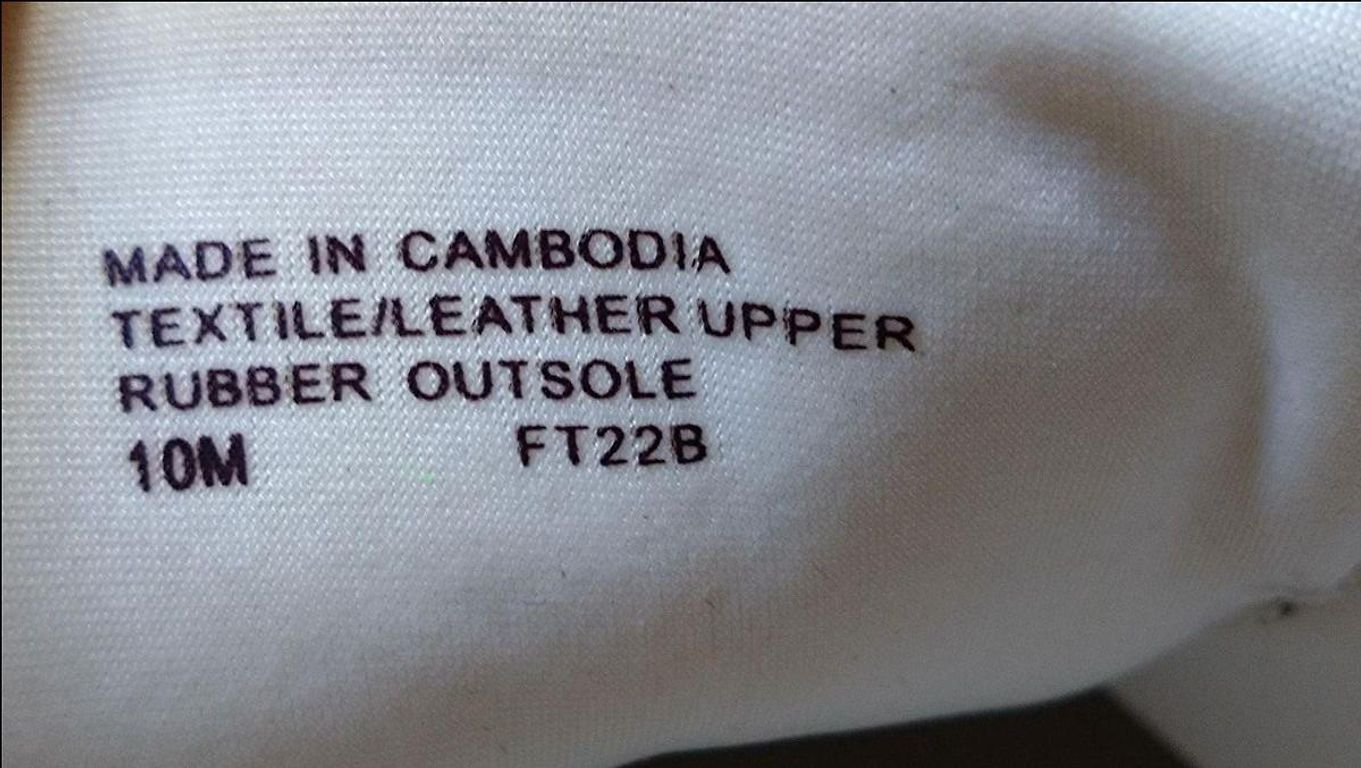 MADE IN CAMBODIA
TEXTILE/LEATHER UPPER
RUBBER OUTSOLE
10M FT22B